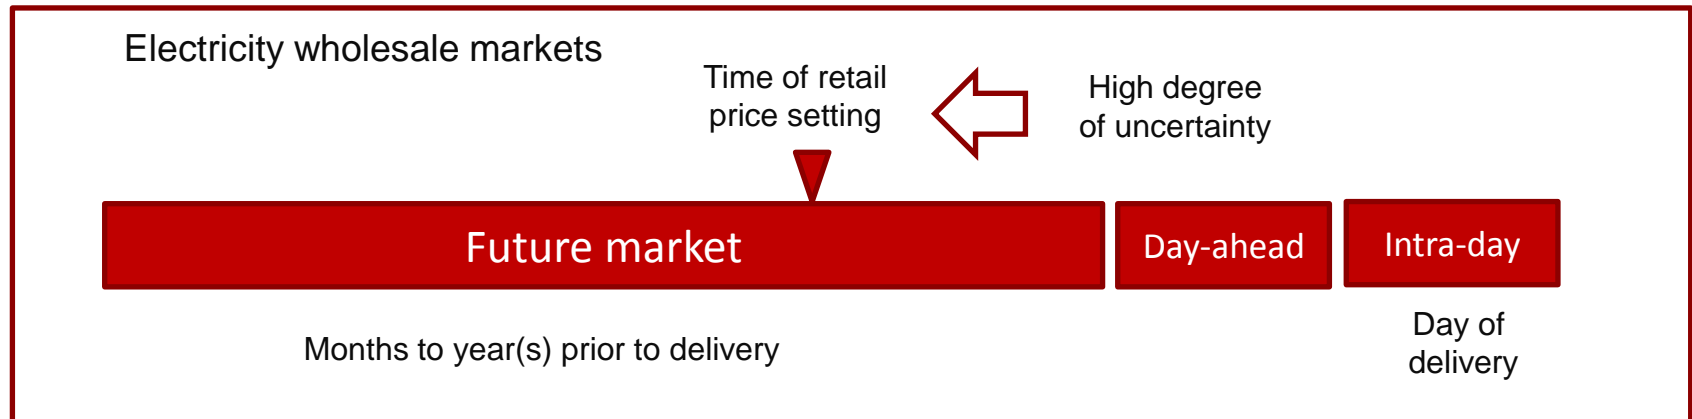 Electricity wholesale markets
Time of retail
price setting
High degree
of uncertainty
Future market
Day-ahead
Intra-day
Months to year(s) prior to delivery
Day of
delivery